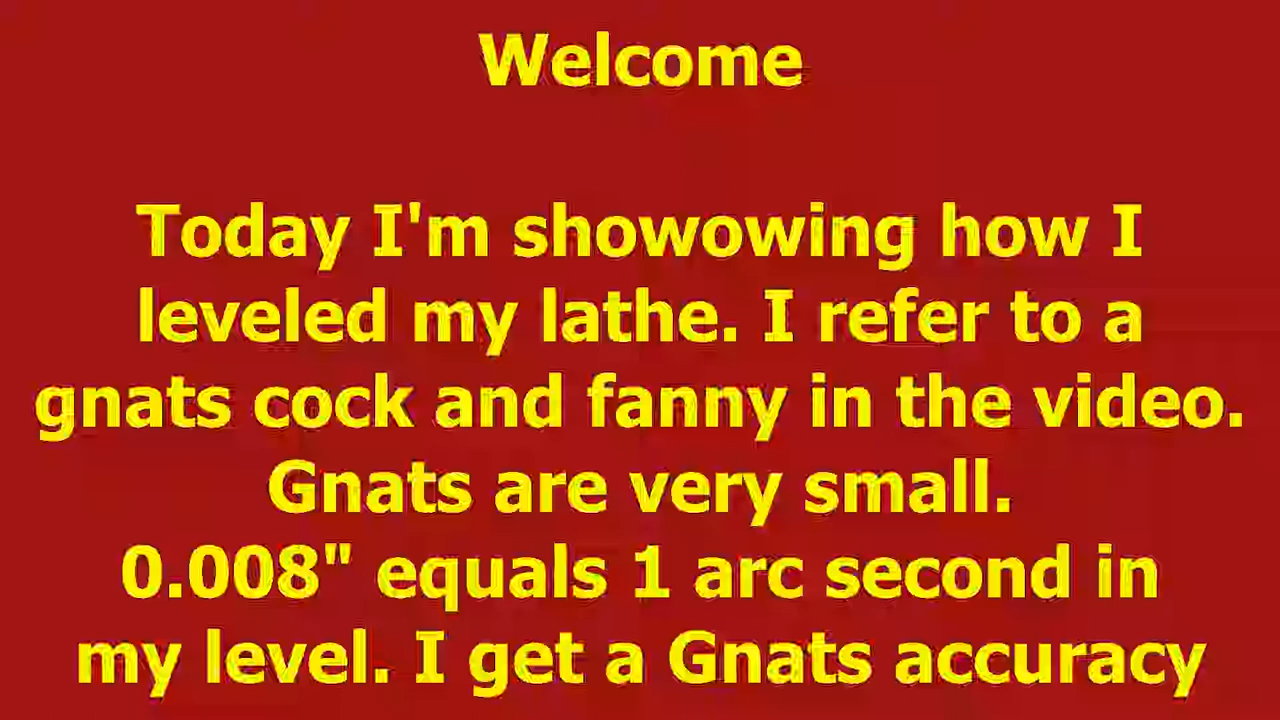 Welcome
Today I'm showowing how I
leveled my lathe. I refer to a
gnats cock and fanny in the video.
Gnats are very small.
0.008" equals 1 arc second in
my level. I get a Gnats accuracy